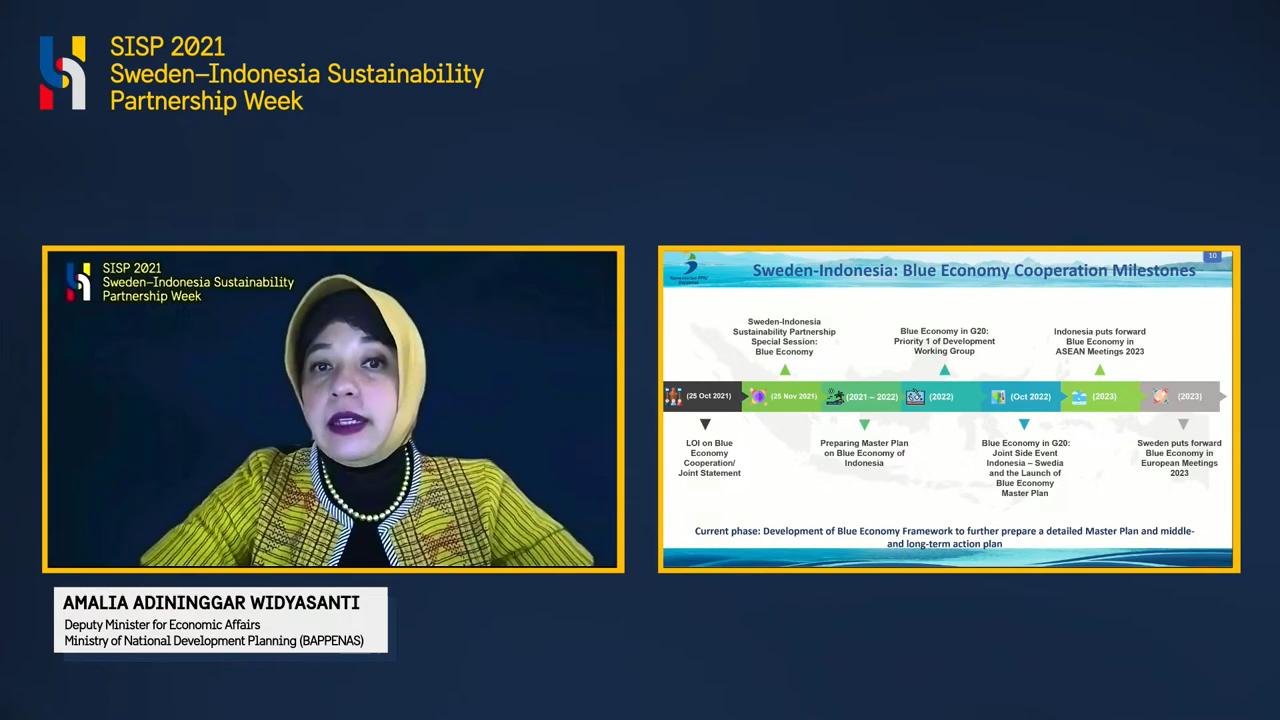 SISP 2021
Sweden–Indonesia Sustainability
Partnership Week
SISP 2021
Sweden–Indonesia Sustainability
Partnership Week
AMALIA ADININGGAR WIDYASANTI
Deputy Minister for Economic Affairs
Ministry of National Development Planning (BAPPENAS)
10
Kementerian PPN/
Bappenas
Sweden-Indonesia: Blue Economy Cooperation Milestones
Sweden-Indonesia
Sustainability Partnership
Special Session:
Blue Economy
Blue Economy in G20:
Priority 1 of Development
Working Group
Indonesia puts forward
Blue Economy in
ASEAN Meetings 2023
(25 Oct 2021)
(25 Nov 2021)
(2021 – 2022)
(2022)
(Oct 2022)
(2023)
(2023)
LOI on Blue
Economy
Cooperation/
Joint Statement
Preparing Master Plan
on Blue Economy of
Indonesia
Blue Economy in G20:
Joint Side Event
Indonesia – Swedia
and the Launch of
Blue Economy
Master Plan
Sweden puts forward
Blue Economy in
European Meetings
2023
Current phase: Development of Blue Economy Framework to further prepare a detailed Master Plan and middle-
and long-term action plan